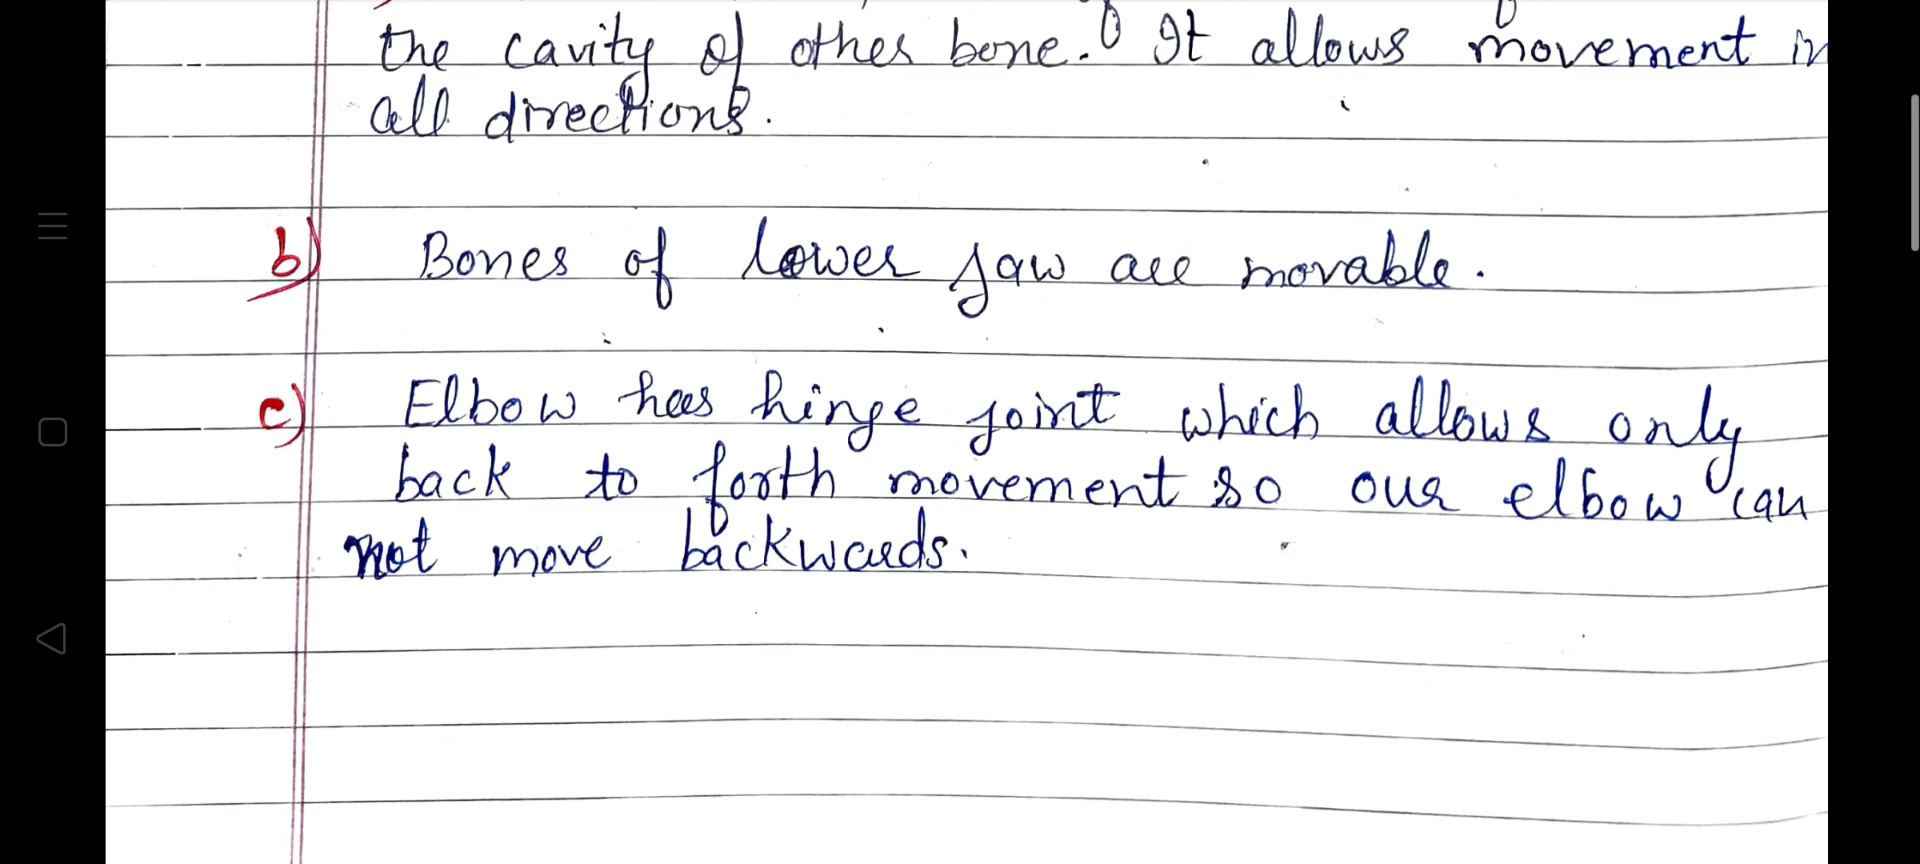 the cavity of other bone. It allows movement in
all directions.
b) Bones of lower jaw are movable.
c) Elbow has hinge joint which allows only
back to forth movement so our elbow can
not move backwards.